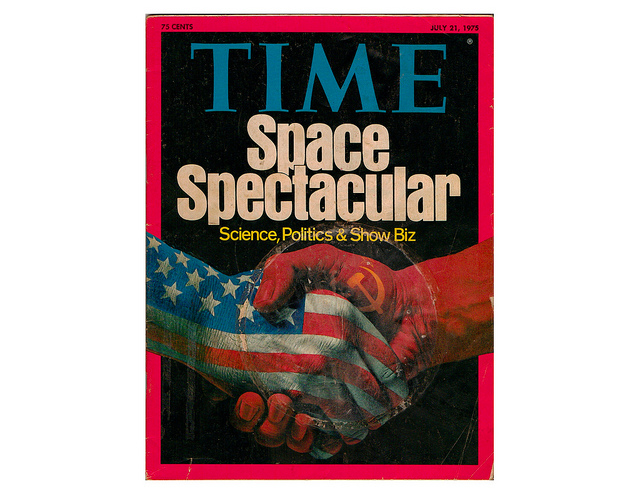 75 CENTS
JULY 21, 1975
TIME
®
Space
Spectacular
Science, Politics & Show Biz